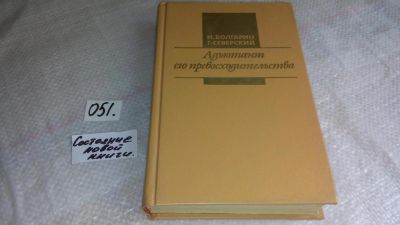 И. БОЛГАРИН
Г. СЕВЕРСКИЙ
Адъютант
его превосходительства
051.
Состояние
новой
книги.